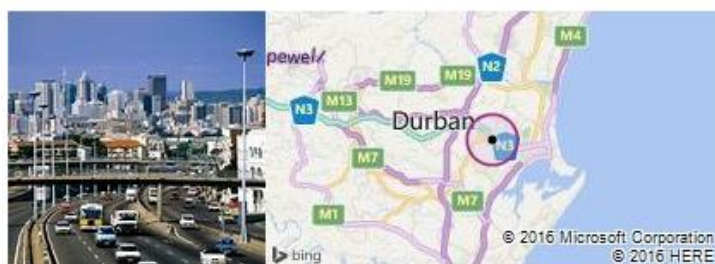 M4
pewel
N2
M19
M19
N3
M13
Durban
N3
M7
M7
M1
© 2016 Microsoft Corporation
bing
© 2016 HERE